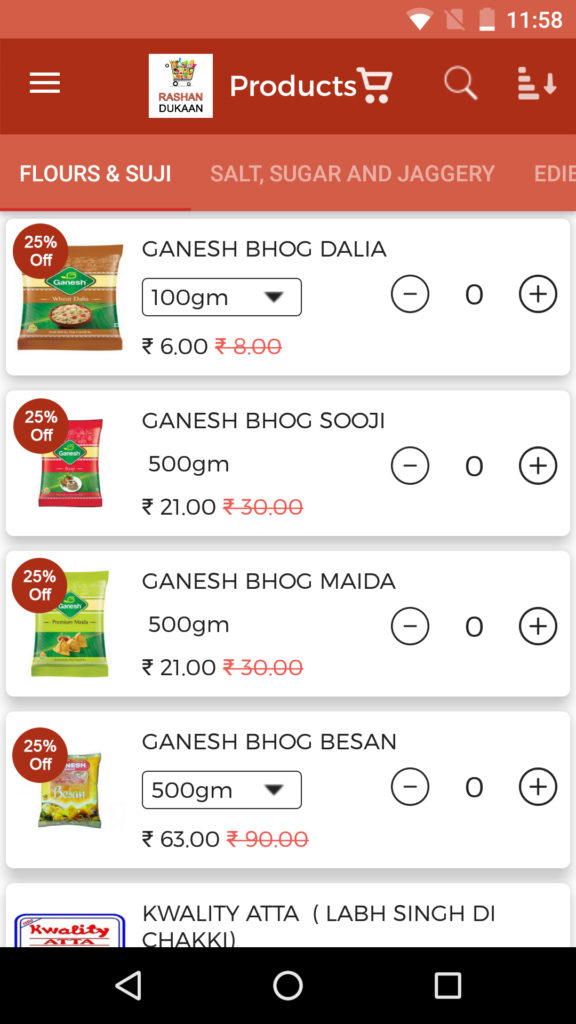 11:58
RASHAN
DUKAAN
Products
FLOURS & SUJI
SALT, SUGAR AND JAGGERY
EDIE
25%
Off
Ganesh
Wheat Dalia
GANESH BHOG DALIA
100gm
0
₹ 6.00 ₹ 8.00
25%
Off
Ganesh
GANESH BHOG SOOJI
500gm
0
₹ 21.00 ₹ 30.00
25%
Off
Ganesh
Premium Maida
GANESH BHOG MAIDA
500gm
0
₹ 21.00 ₹ 30.00
25%
Off
GANESH
Besan
GANESH BHOG BESAN
500gm
0
₹ 63.00 ₹ 90.00
Kwality
ATTA
KWALITY ATTA ( LABH SINGH DI
CHAKKI)